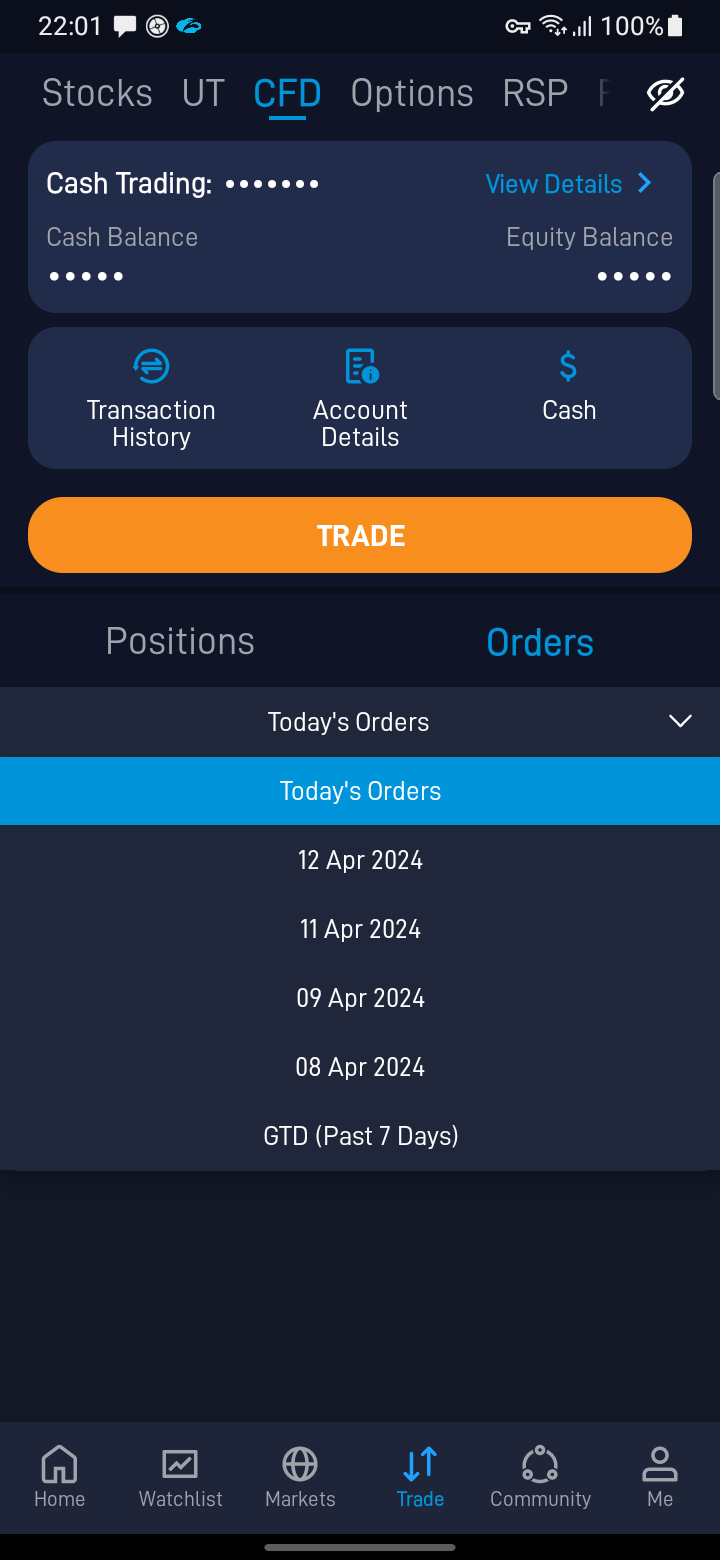 22:01 100%
Stocks UT CFD Options RSP
Cash Trading: ••••••• View Details
Cash Balance Equity Balance
••••• •••••
Transaction History Account Details $ Cash
TRADE
Positions Orders
Today's Orders
Today's Orders
12 Apr 2024
11 Apr 2024
09 Apr 2024
08 Apr 2024
GTD (Past 7 Days)
Home Watchlist Markets Trade Community Me